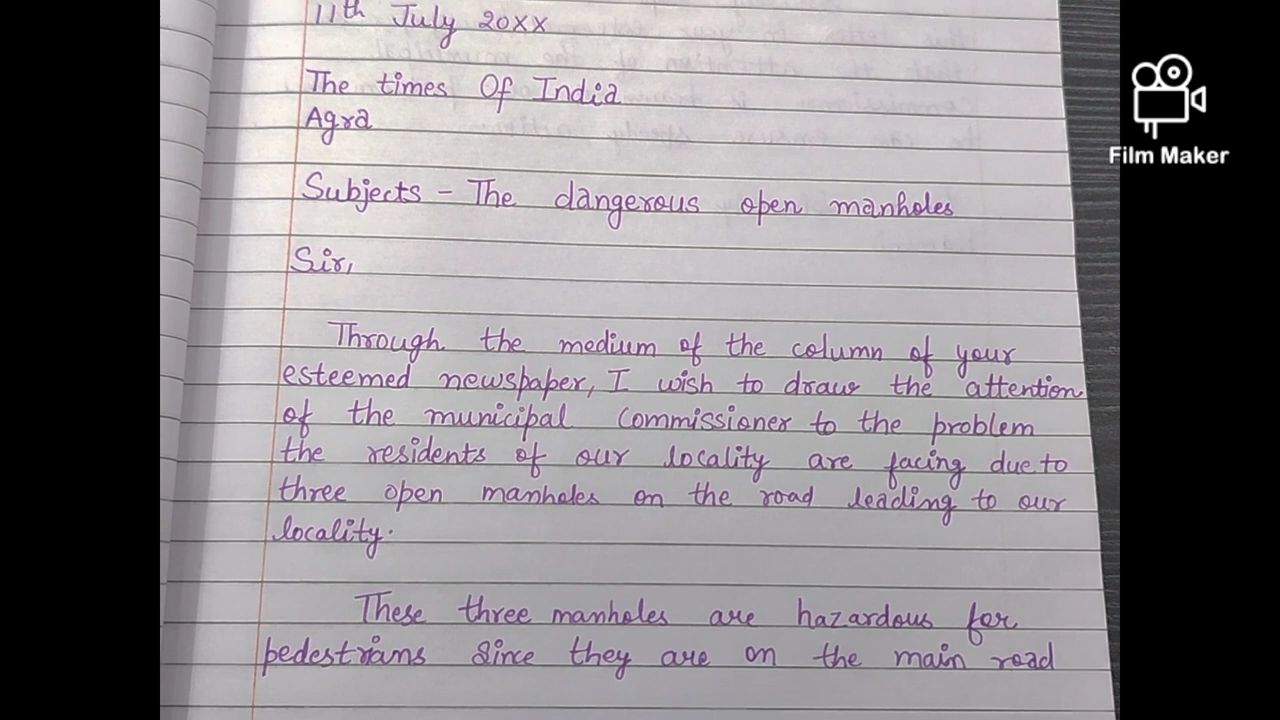 11th July 20XX
The times Of India
Agra
Subjects - The dangerous open manholes
Sir,
Through the medium of the column of your
esteemed newspaper, I wish to draw the attention
of the municipal commissioner to the problem
the residents of our locality are facing due to
three open manholes on the road leading to our
locality.
These three manholes are hazardous for
pedestrians since they are on the main road
Film Maker